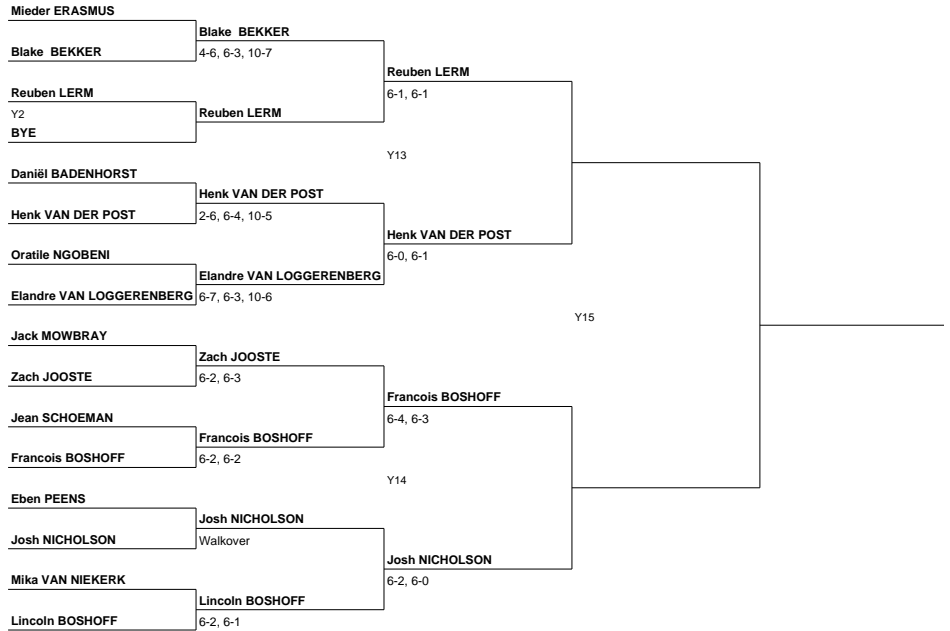 Mieder ERASMUS
Blake BEKKER
Blake BEKKER
4-6, 6-3, 10-7
Reuben LERM
6-1, 6-1
Reuben LERM
Y2
Reuben LERM
BYE
Y13
Daniël BADENHORST
Henk VAN DER POST
Henk VAN DER POST
2-6, 6-4, 10-5
Henk VAN DER POST
6-0, 6-1
Oratile NGOBENI
Elandre VAN LOGGERENBERG
Elandre VAN LOGGERENBERG
6-7, 6-3, 10-6
Y15
Jack MOWBRAY
Zach JOOSTE
Zach JOOSTE
6-2, 6-3
Francois BOSHOFF
6-4, 6-3
Jean SCHOEMAN
Francois BOSHOFF
Francois BOSHOFF
6-2, 6-2
Y14
Eben PEENS
Josh NICHOLSON
Josh NICHOLSON
Walkover
Josh NICHOLSON
6-2, 6-0
Mika VAN NIEKERK
Lincoln BOSHOFF
Lincoln BOSHOFF
6-2, 6-1